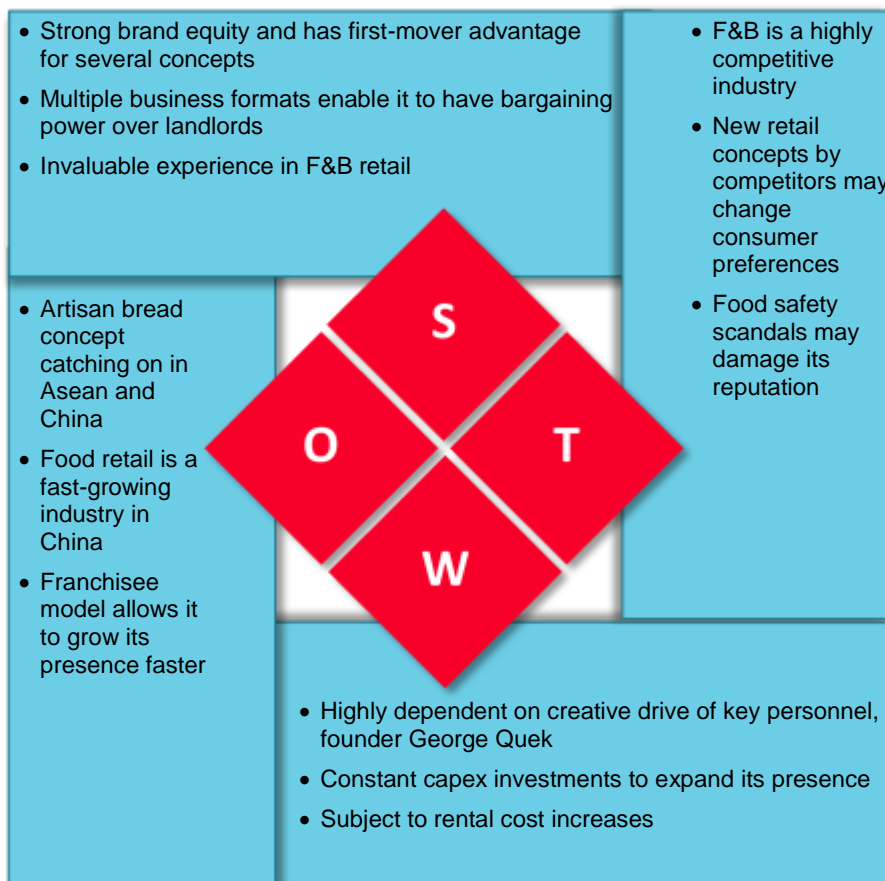 • Strong brand equity and has first-mover advantage
for several concepts
• Multiple business formats enable it to have bargaining
power over landlords
• Invaluable experience in F&B retail
• F&B is a highly
competitive
industry
• New retail
concepts by
competitors may
change
consumer
preferences
• Food safety
scandals may
damage its
reputation
• Artisan bread
concept
catching on in
Asean and
China
• Food retail is a
fast-growing
industry in
China
• Franchisee
model allows it
to grow its
presence faster
S
O
T
W
• Highly dependent on creative drive of key personnel,
founder George Quek
• Constant capex investments to expand its presence
• Subject to rental cost increases